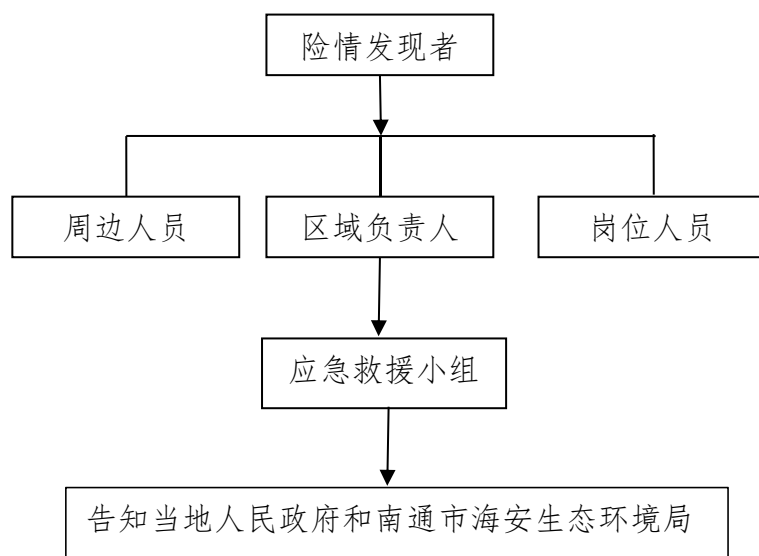 险情发现者
周边人员
区域负责人
岗位人员
应急救援小组
告知当地人民政府和南通市海安生态环境局